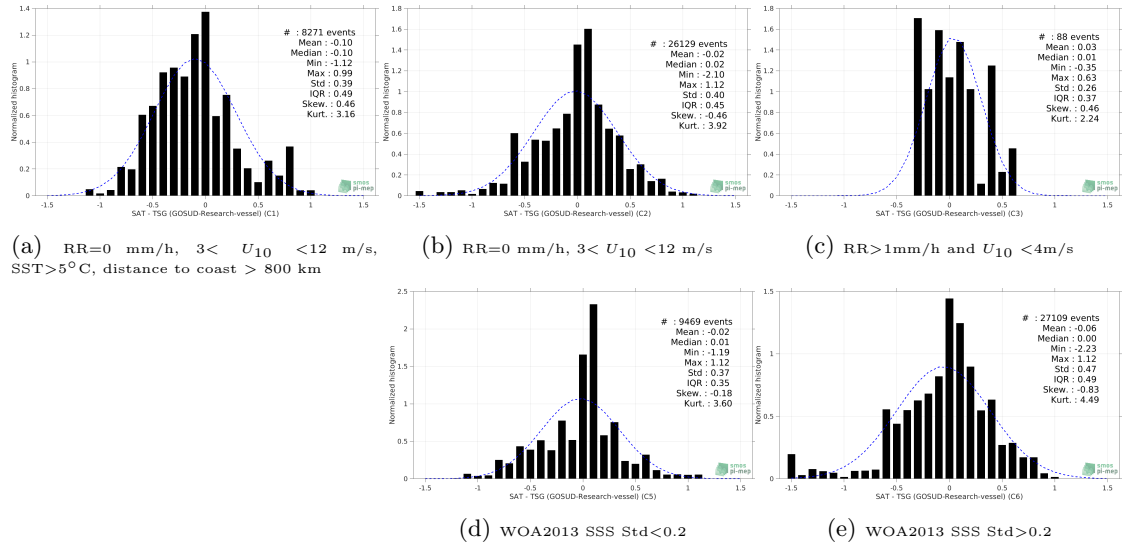 1.4
1.2
1
0.8
0.6
0.4
0.2
0
Normalized histogram
# : 8271 events
Mean : -0.10
Median : -0.10
Min : -1.12
Max : 0.99
Std : 0.39
IQR : 0.49
Skew. : 0.46
Kurt. : 3.16
smos
pi-mep
-1.5 -1 -0.5 0 0.5 1 1.5
SAT - TSG (GOSUD-Research-vessel) (C1)
(a) RR=0 mm/h, 3< U10 <12 m/s,
SST>5°C, distance to coast > 800 km
1.8
1.6
1.4
1.2
1
0.8
0.6
0.4
0.2
0
Normalized histogram
# : 26129 events
Mean : -0.02
Median : 0.02
Min : -2.10
Max : 1.12
Std : 0.40
IQR : 0.45
Skew. : -0.46
Kurt. : 3.92
smos
pi-mep
-1.5 -1 -0.5 0 0.5 1 1.5
SAT - TSG (GOSUD-Research-vessel) (C2)
(b) RR=0 mm/h, 3< U10 <12 m/s
1.8
1.6
1.4
1.2
1
0.8
0.6
0.4
0.2
0
Normalized histogram
# : 88 events
Mean : 0.03
Median : 0.01
Min : -0.35
Max : 0.63
Std : 0.26
IQR : 0.37
Skew. : 0.46
Kurt. : 2.24
smos
pi-mep
-1.5 -1 -0.5 0 0.5 1 1.5
SAT - TSG (GOSUD-Research-vessel) (C3)
(c) RR>1mm/h and U10 <4m/s
2.5
2
1.5
1
0.5
0
Normalized histogram
# : 9469 events
Mean : -0.02
Median : 0.01
Min : -1.19
Max : 1.12
Std : 0.37
IQR : 0.35
Skew. : -0.18
Kurt. : 3.60
smos
pi-mep
-1.5 -1 -0.5 0 0.5 1 1.5
SAT - TSG (GOSUD-Research-vessel) (C5)
(d) WOA2013 SSS Std<0.2
1.5
1
0.5
0
Normalized histogram
# : 27109 events
Mean : -0.06
Median : 0.00
Min : -2.23
Max : 1.12
Std : 0.47
IQR : 0.49
Skew. : -0.83
Kurt. : 4.49
smos
pi-mep
-1.5 -1 -0.5 0 0.5 1 1.5
SAT - TSG (GOSUD-Research-vessel) (C6)
(e) WOA2013 SSS Std>0.2